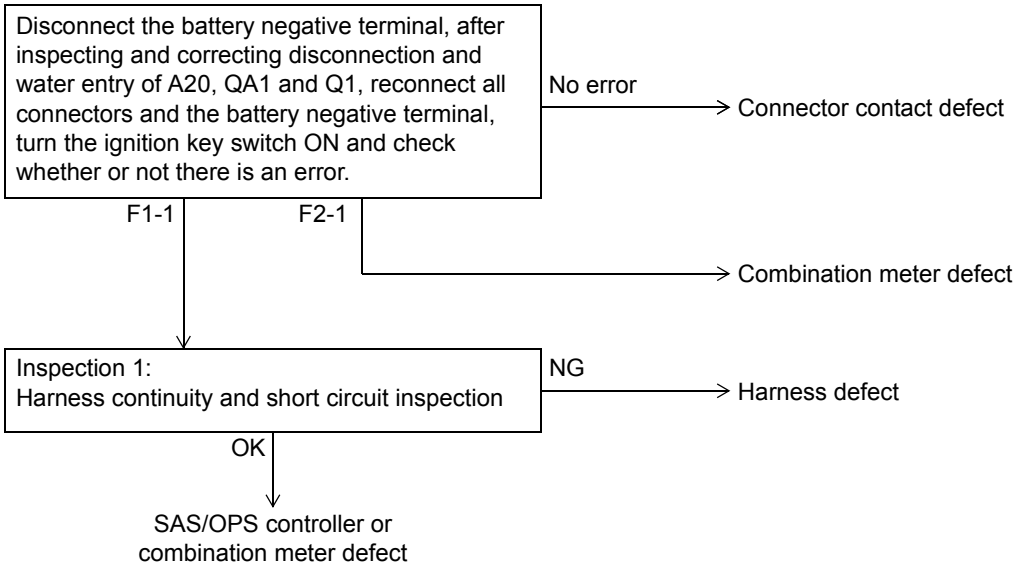 Disconnect the battery negative terminal, after
inspecting and correcting disconnection and
water entry of A20, QA1 and Q1, reconnect all
connectors and the battery negative terminal,
turn the ignition key switch ON and check
whether or not there is an error.
No error
Connector contact defect
F1-1
F2-1
Combination meter defect
Inspection 1:
Harness continuity and short circuit inspection
NG
Harness defect
OK
SAS/OPS controller or
combination meter defect